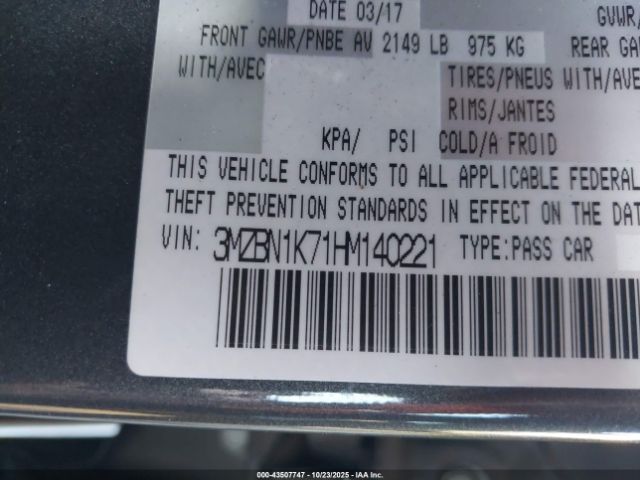 DATE 03/17 GVWR/
FRONT GAWR/PNBE AV 2149 LB 975 KG REAR GA
WITH/AVEC TIRES/PNEUS WITH/AVE
RIMS/JANTES
KPA/ PSI COLD/A FROID
THIS VEHICLE CONFORMS TO ALL APPLICABLE FEDERAL
THEFT PREVENTION STANDARDS IN EFFECT ON THE DAT
VIN: 3MZBN1K71HM140221 TYPE:PASS CAR
000-43507747 - 10/23/2025 - IAA Inc.